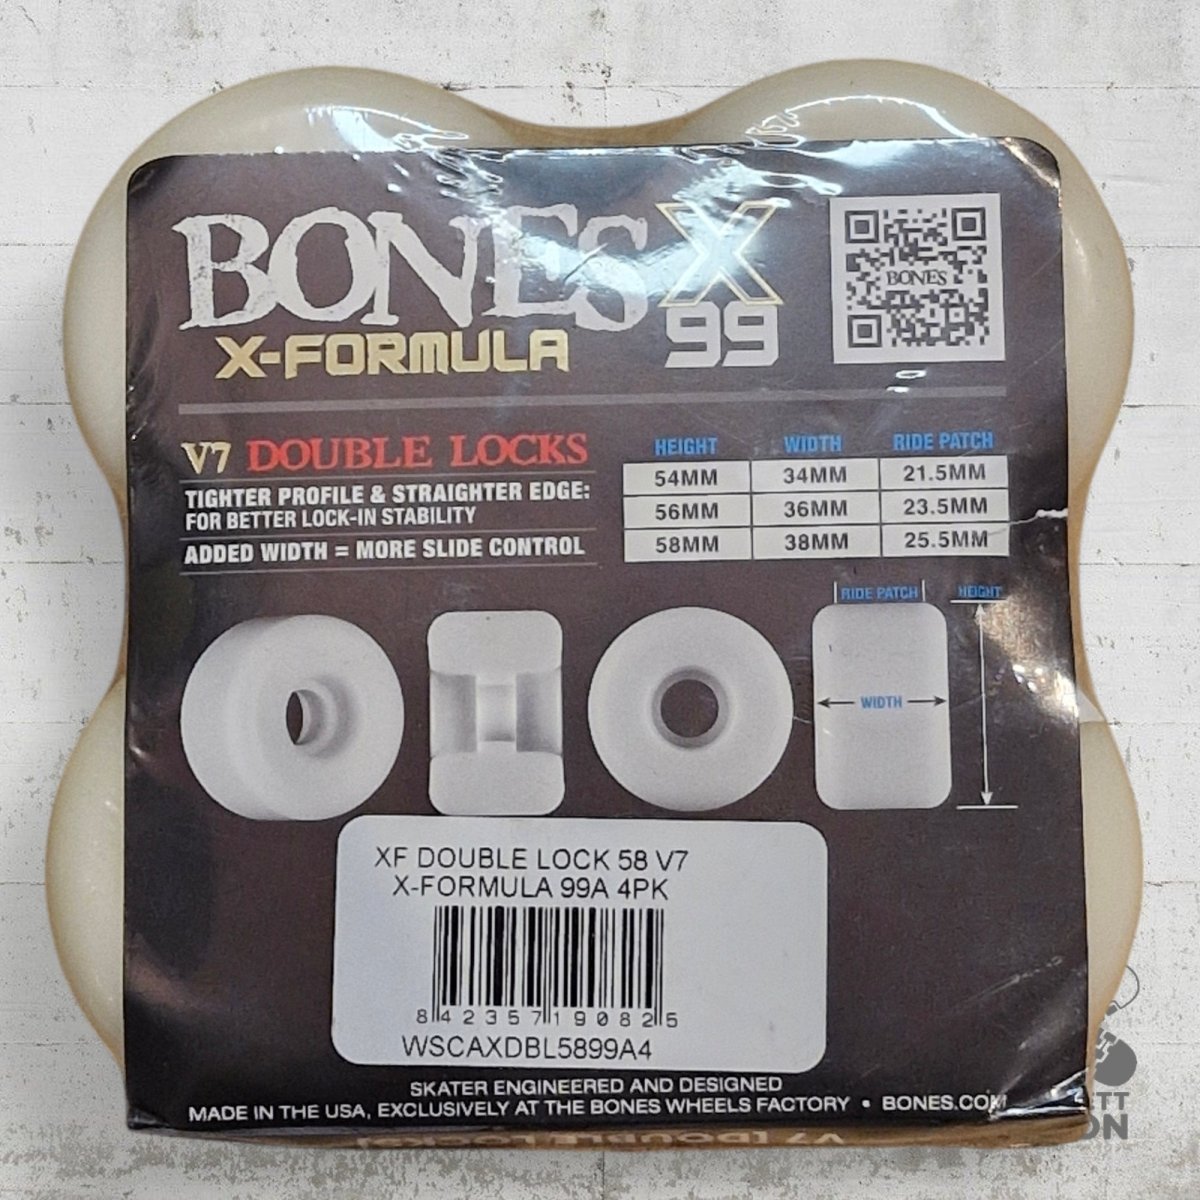 BONES X
X-FORMULA 99
BONES
V7 DOUBLE LOCKS
TIGHTER PROFILE & STRAIGHTER EDGE:
FOR BETTER LOCK-IN STABILITY
ADDED WIDTH = MORE SLIDE CONTROL
HEIGHT WIDTH RIDE PATCH
54MM 34MM 21.5MM
56MM 36MM 23.5MM
58MM 38MM 25.5MM
RIDE PATCH HEIGHT
WIDTH
XF DOUBLE LOCK 58 V7
X-FORMULA 99A 4PK
8 42357 19082 5
WSCAXDBL5899A4
SKATER ENGINEERED AND DESIGNED
MADE IN THE USA, EXCLUSIVELY AT THE BONES WHEELS FACTORY • BONES.COM
V7 [DOUBLE LOCKS]